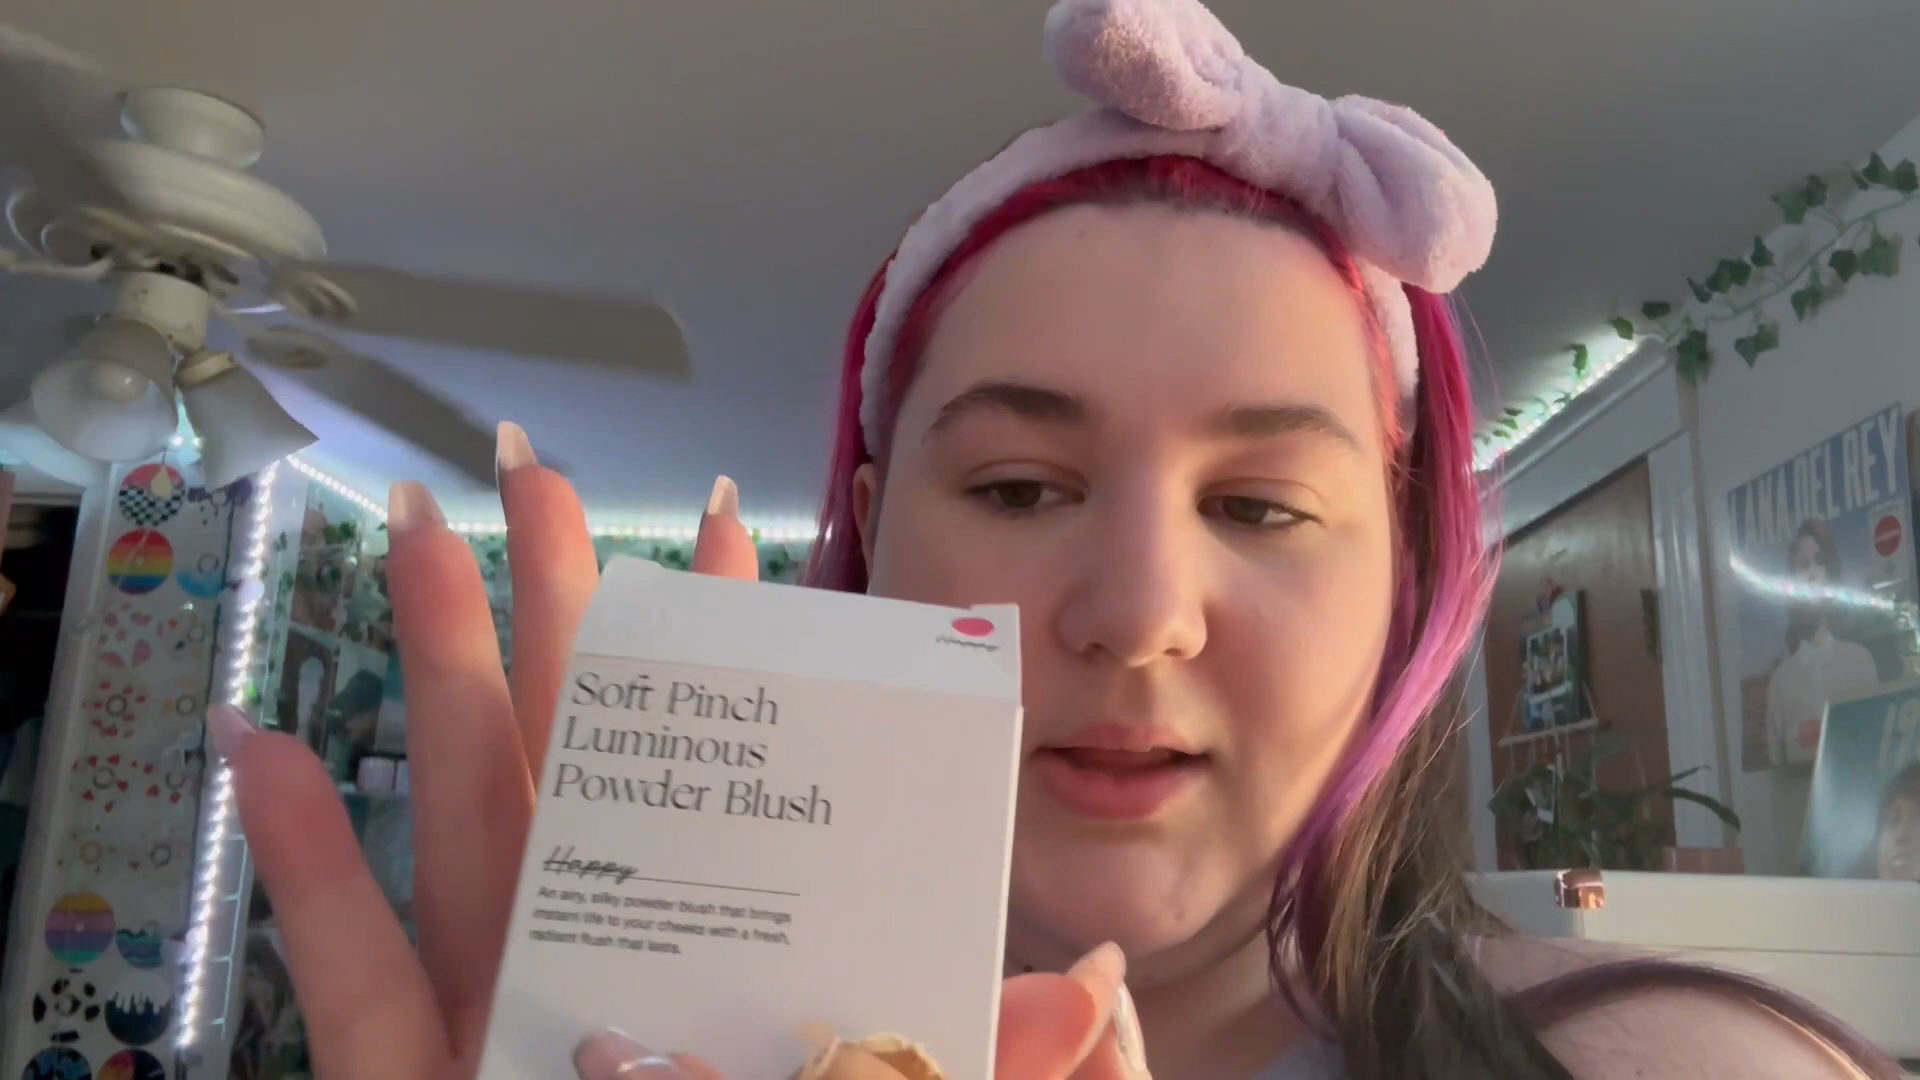 Soft Pinch
Luminous
Powder Blush
Happy
An airy, silky powder blush that brings
instant life to your cheeks with a fresh,
radiant flush that lasts.
LANA DEL REY